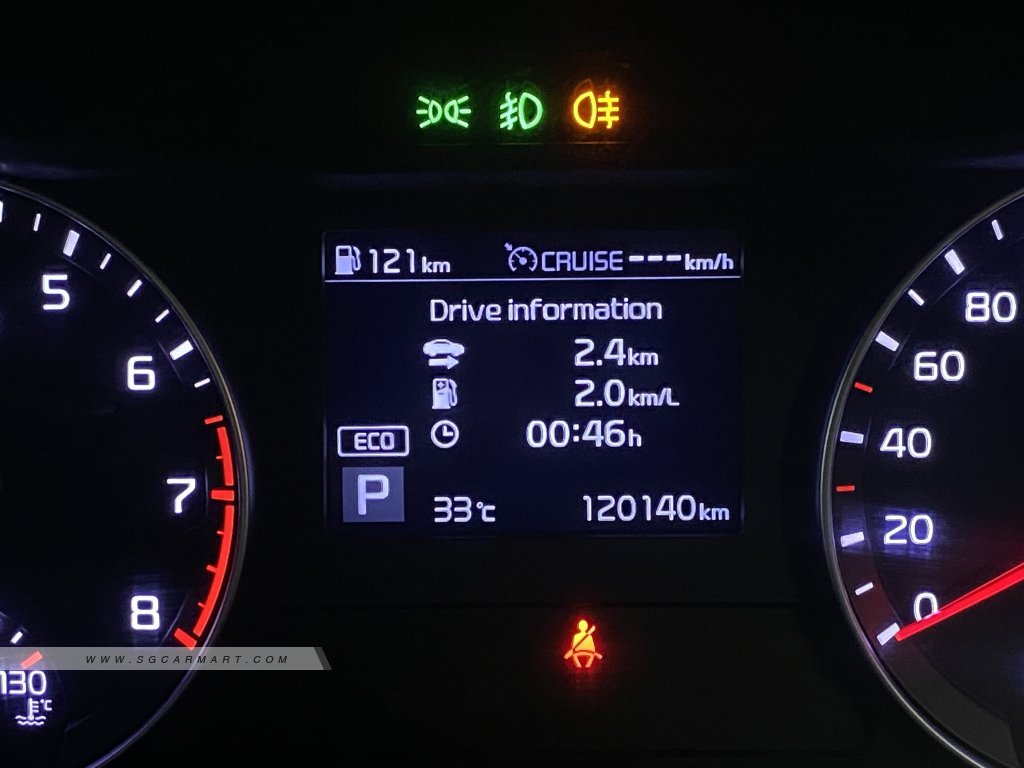 121km CRUISE---km/h
Drive information
2.4km
2.0km/L
00:46h
ECO
P
33°C 120140km
5
6
7
8
130
°C
80
60
40
20
0
WWW.SGCARMART.COM